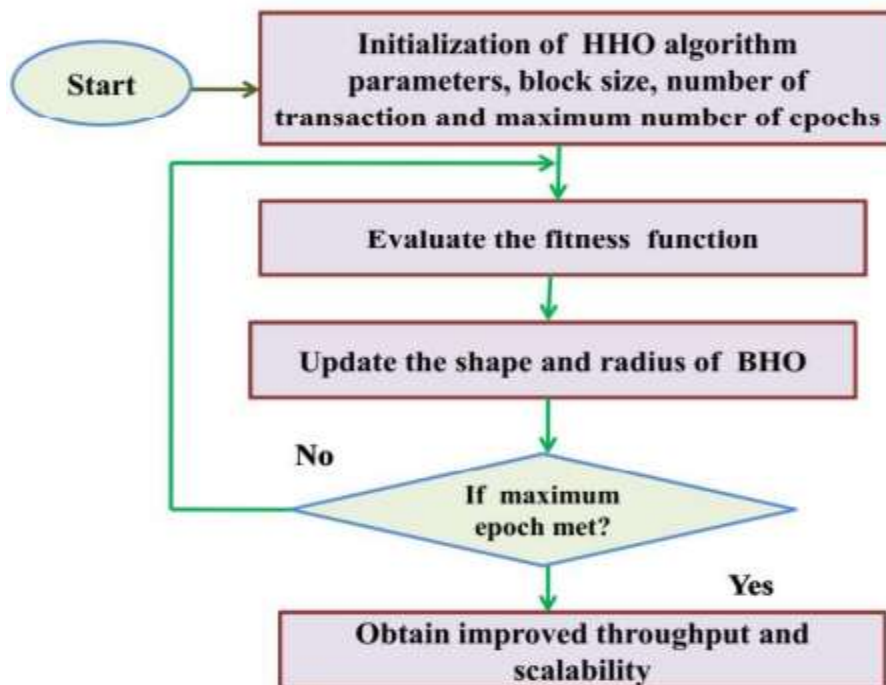 Start
Initialization of HHO algorithm
parameters, block size, number of
transaction and maximum number of epochs
Evaluate the fitness function
Update the shape and radius of BHO
No
If maximum
epoch met?
Yes
Obtain improved throughput and
scalability